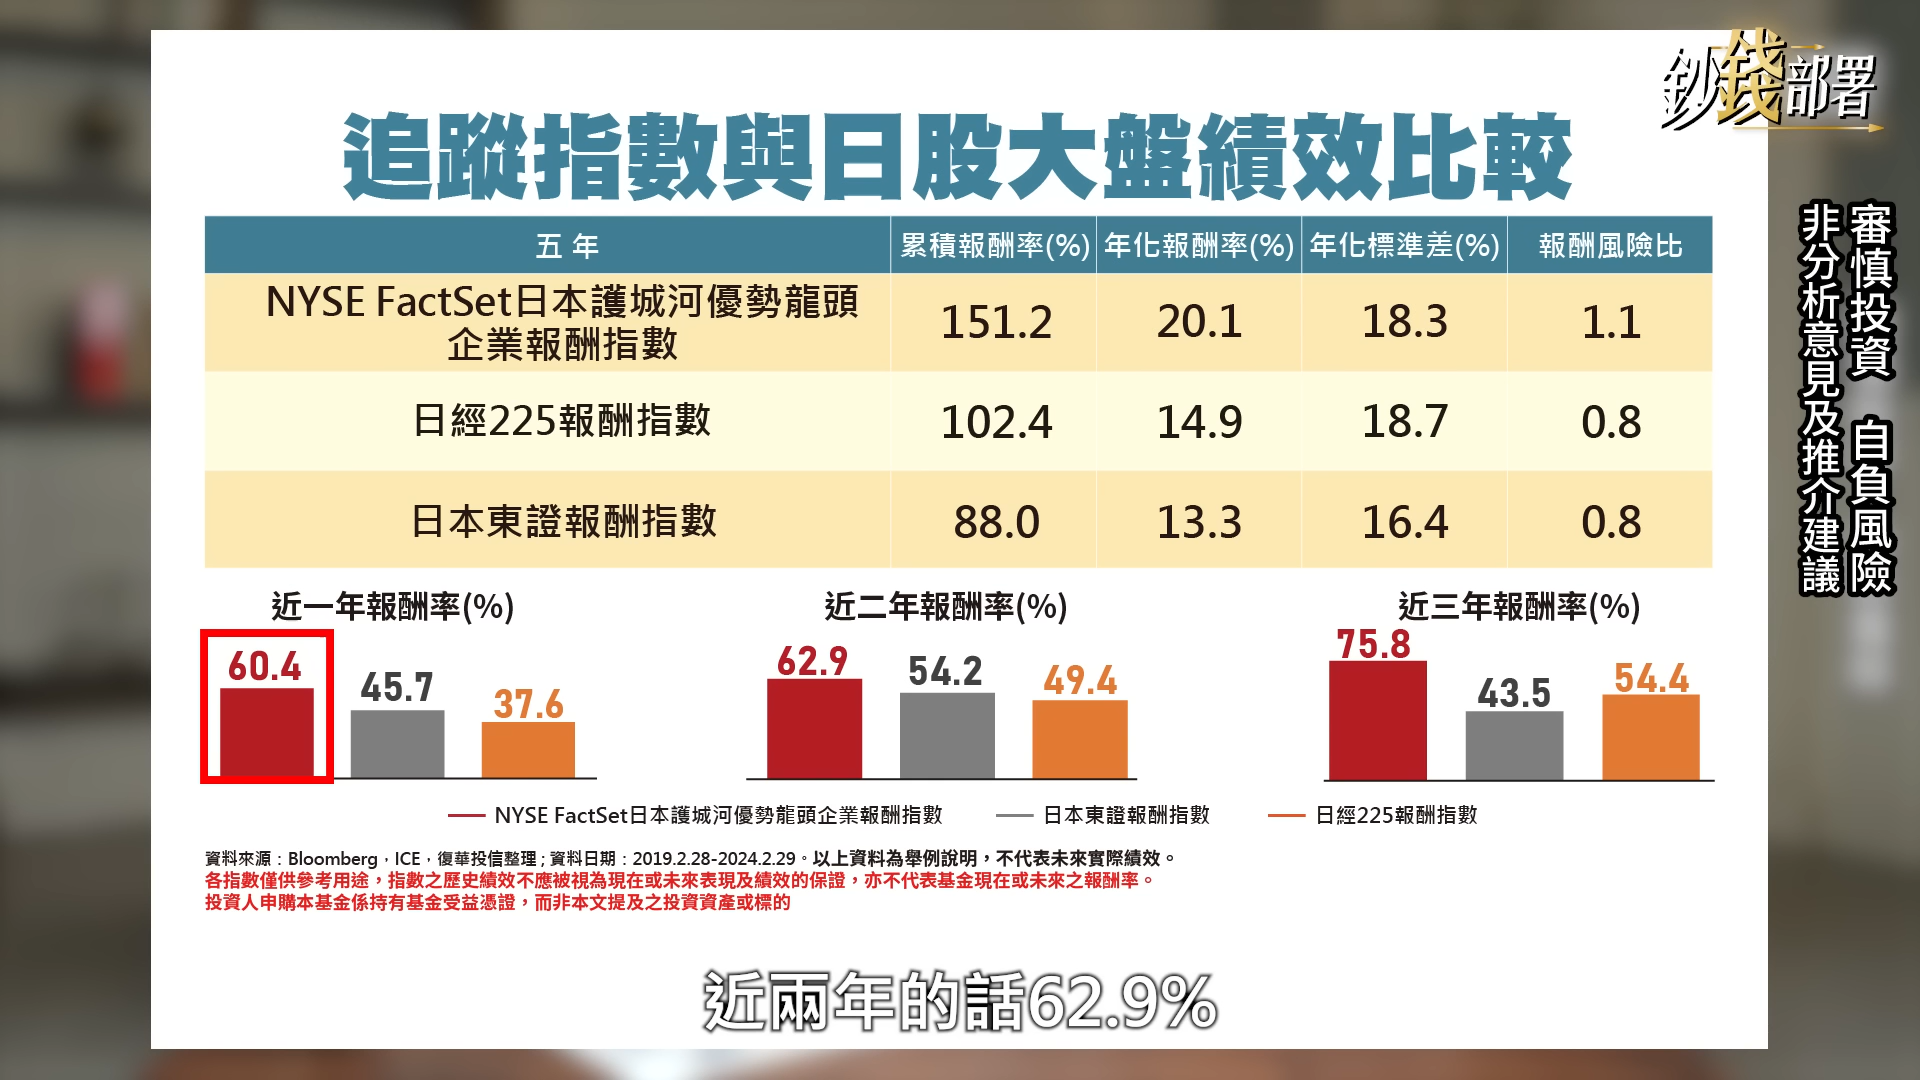 鈔錢部署
追蹤指數與日股大盤績效比較
五年 累積報酬率(%) 年化報酬率(%) 年化標準差(%) 報酬風險比
NYSE FactSet日本護城河優勢龍頭
企業報酬指數 151.2 20.1 18.3 1.1
日經225報酬指數 102.4 14.9 18.7 0.8
日本東證報酬指數 88.0 13.3 16.4 0.8
近一年報酬率(%) 近二年報酬率(%) 近三年報酬率(%)
60.4 45.7 37.6 62.9 54.2 49.4 75.8 43.5 54.4
NYSE FactSet日本護城河優勢龍頭企業報酬指數 日本東證報酬指數 日經225報酬指數
資料來源：Bloomberg，ICE，復華投信整理；資料日期：2019.2.28-2024.2.29。以上資料為舉例說明，不代表未來實際績效。
各指數僅供參考用途，指數之歷史績效不應被視為現在或未來表現及績效的保證，亦不代表基金現在或未來之報酬率。
投資人申購本基金係持有基金受益憑證，而非本文提及之投資資產或標的
審慎投資 自負風險
非分析意見及推介建議
近兩年的話62.9%